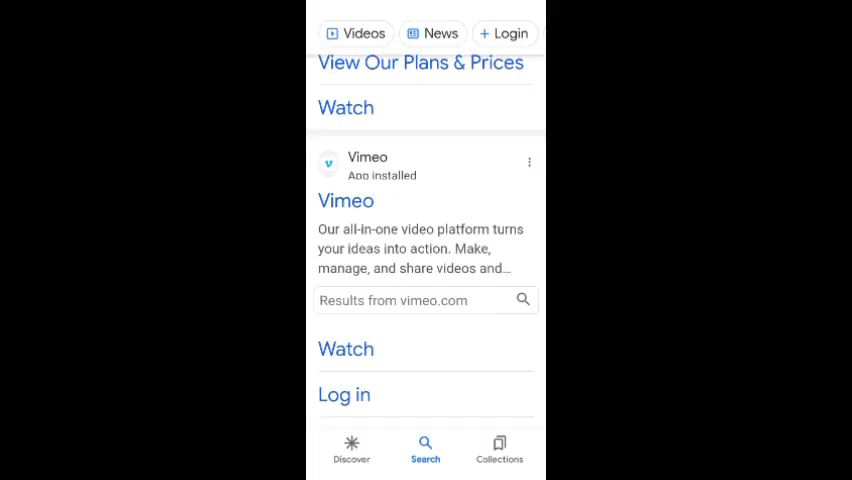 Videos
News
+ Login
View Our Plans & Prices
Watch
Vimeo
App installed
Vimeo
Our all-in-one video platform turns
your ideas into action. Make,
manage, and share videos and...
Results from vimeo.com
Watch
Log in
Discover
Search
Collections